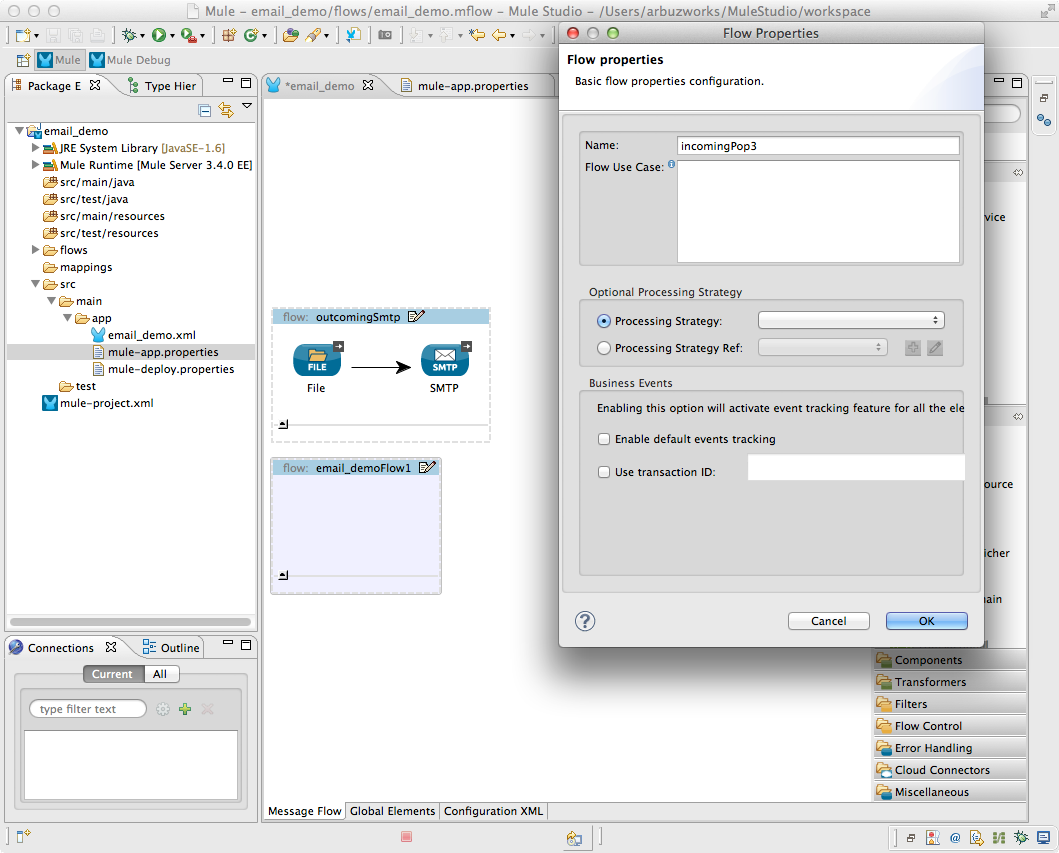 Mule - email_demo/flows/email_demo.mflow - Mule Studio - /Users/arbuzworks/MuleStudio/workspace
Mule
Mule Debug
Package E
Type Hier
email_demo
JRE System Library [JavaSE-1.6]
Mule Runtime [Mule Server 3.4.0 EE]
src/main/java
src/test/java
src/main/resources
src/test/resources
flows
mappings
src
main
app
email_demo.xml
mule-app.properties
mule-deploy.properties
test
mule-project.xml
Connections
Outline
Current
All
type filter text
*email_demo
mule-app.properties
flow: outcomingSmtp
FILE
SMTP
File
SMTP
flow: email_demoFlow1
Message Flow
Global Elements
Configuration XML
Flow Properties
Flow properties
Basic flow properties configuration.
Name:
incomingPop3
Flow Use Case:
Optional Processing Strategy
Processing Strategy:
Processing Strategy Ref:
Business Events
Enabling this option will activate event tracking feature for all the ele
Enable default events tracking
Use transaction ID:
?
Cancel
OK
vice
ource
icher
ain
Components
Transformers
Filters
Flow Control
Error Handling
Cloud Connectors
Miscellaneous